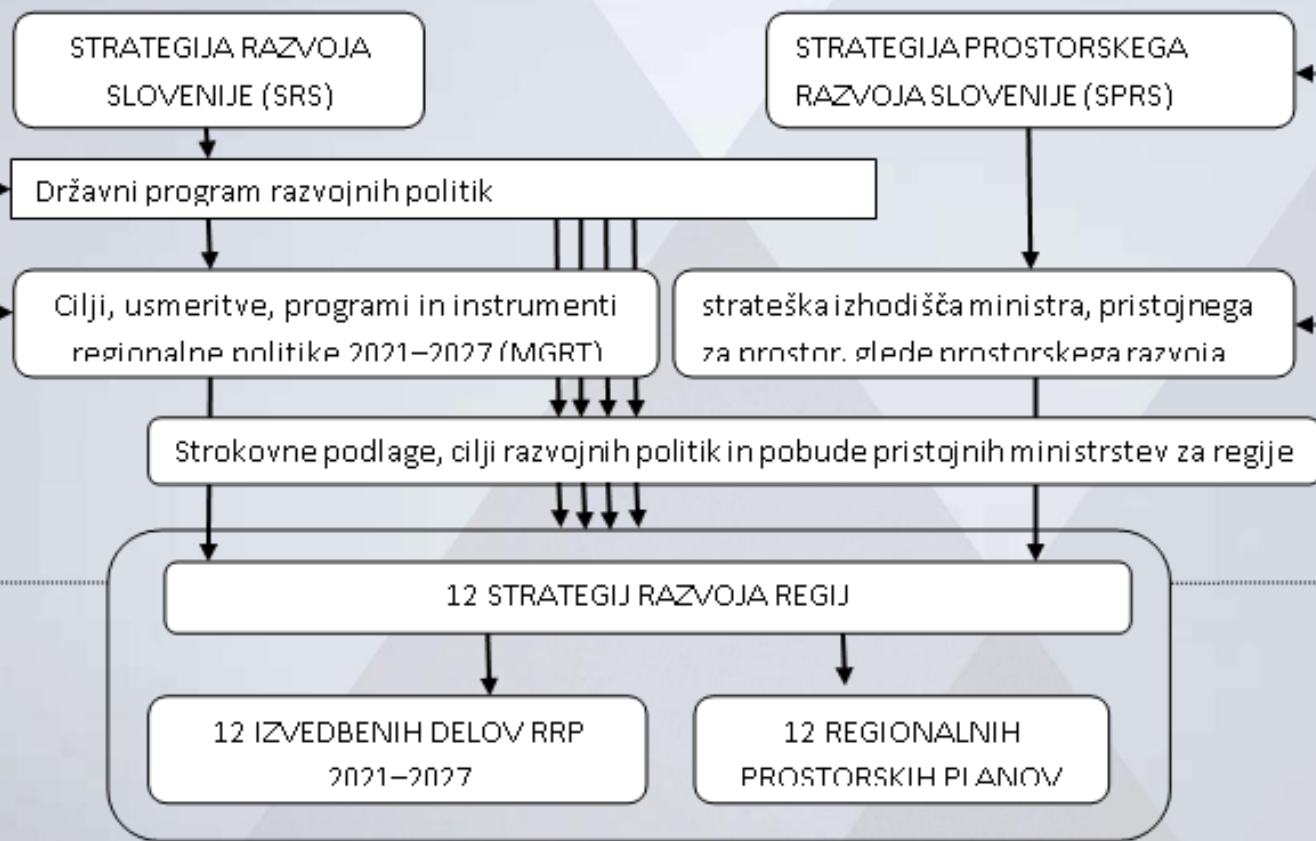 STRATEGIJA RAZVOJA
SLOVENIJE (SRS)
STRATEGIJA PROSTORSKEGA
RAZVOJA SLOVENIJE (SPRS)
Državni program razvojnih politik
Cilji, usmeritve, programi in instrumenti
regionalne politike 2021–2027 (MGRT)
strateška izhodišča ministra, pristojnega
za prostor, glede prostorskega razvoja
Strokovne podlage, cilji razvojnih politik in pobude pristojnih ministrstev za regije
12 STRATEGIJ RAZVOJA REGIJ
12 IZVEDBENIH DELOV RRP
2021–2027
12 REGIONALNIH
PROSTORSKIH PLANOV